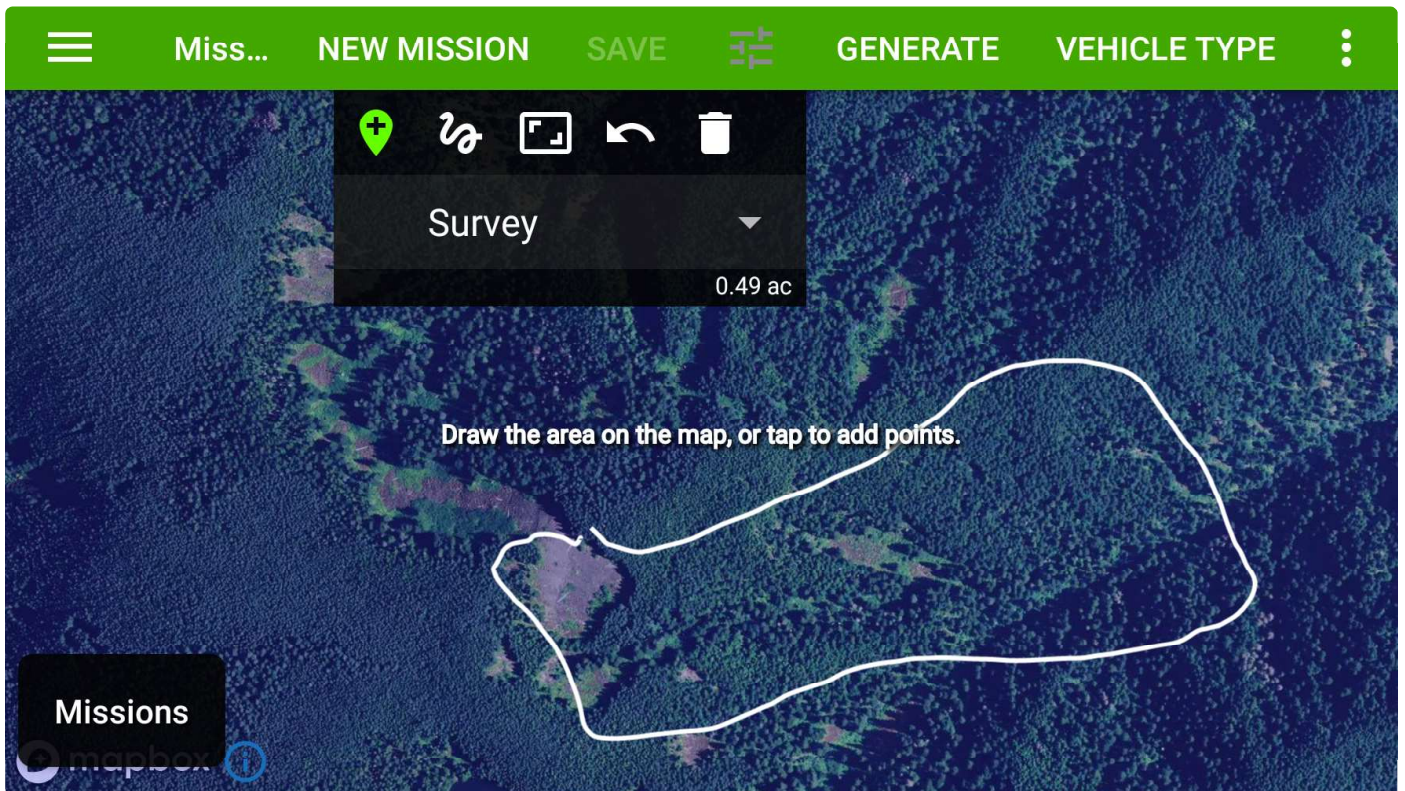 Miss... NEW MISSION SAVE GENERATE VEHICLE TYPE
Survey
0.49 ac
Draw the area on the map, or tap to add points.
Missions
mapbox